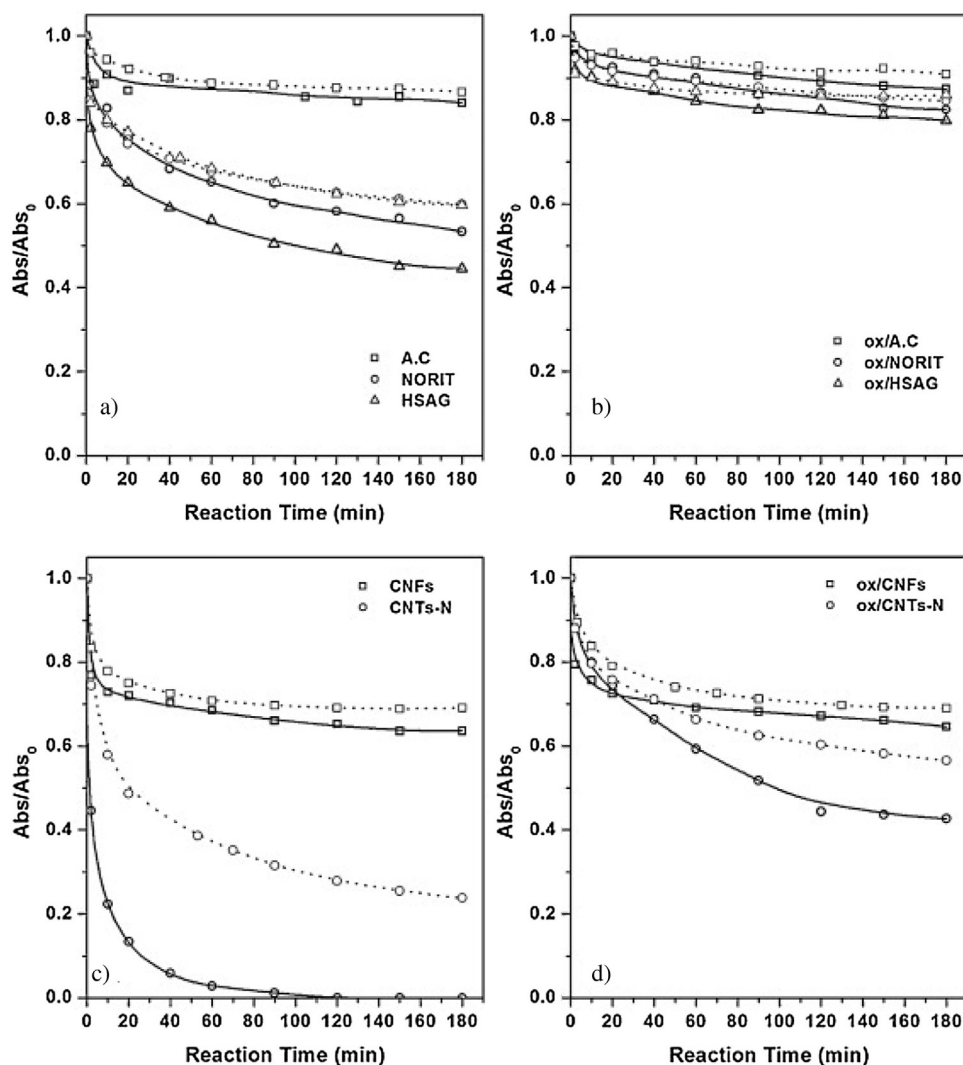 1.0
0.8
0.6
0.4
0.2
0.0
Abs/Abs0
A.C
NORIT
HSAG
a)
0 20 40 60 80 100 120 140 160 180
Reaction Time (min)
1.0
0.8
0.6
0.4
0.2
0.0
Abs/Abs0
ox/A.C
ox/NORIT
ox/HSAG
b)
0 20 40 60 80 100 120 140 160 180
Reaction Time (min)
1.0
0.8
0.6
0.4
0.2
0.0
Abs/Abs0
CNFs
CNTs-N
c)
0 20 40 60 80 100 120 140 160 180
Reaction Time (min)
1.0
0.8
0.6
0.4
0.2
0.0
Abs/Abs0
ox/CNFs
ox/CNTs-N
d)
0 20 40 60 80 100 120 140 160 180
Reaction Time (min)